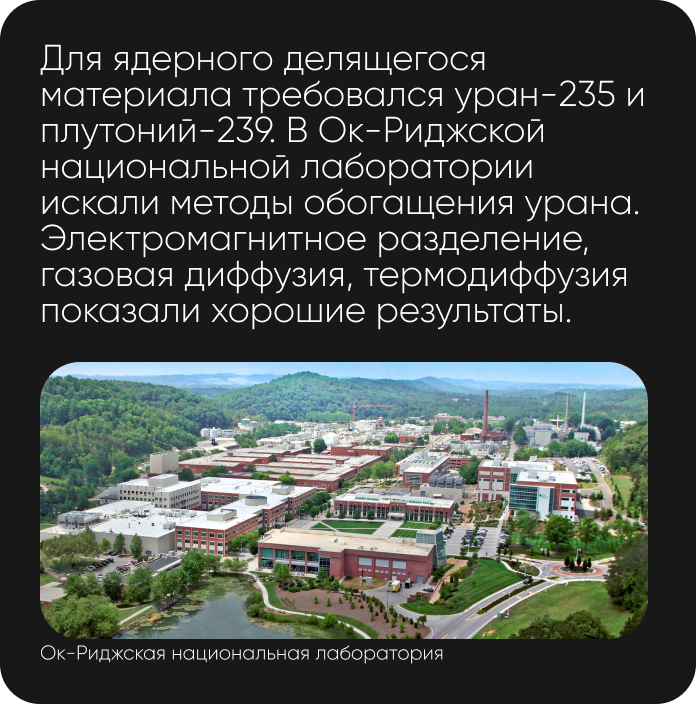 Для ядерного делящегося
материала требовался уран-235 и
плутоний-239. В Ок-Риджской
национальной лаборатории
искали методы обогащения урана.
Электромагнитное разделение,
газовая диффузия, термодиффузия
показали хорошие результаты.
Ок-Риджская национальная лаборатория